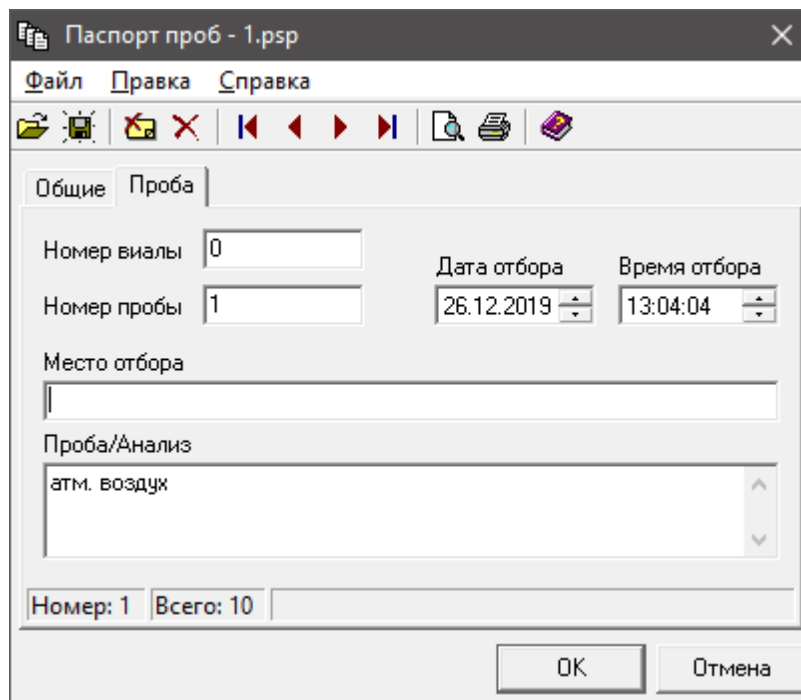 Паспорт проб - 1.psp
Файл Правка Справка
Общие Проба
Номер виалы 0
Дата отбора Время отбора
Номер пробы 1 26.12.2019 13:04:04
Место отбора
Проба/Анализ
атм. воздух
Номер: 1 Всего: 10
OK Отмена